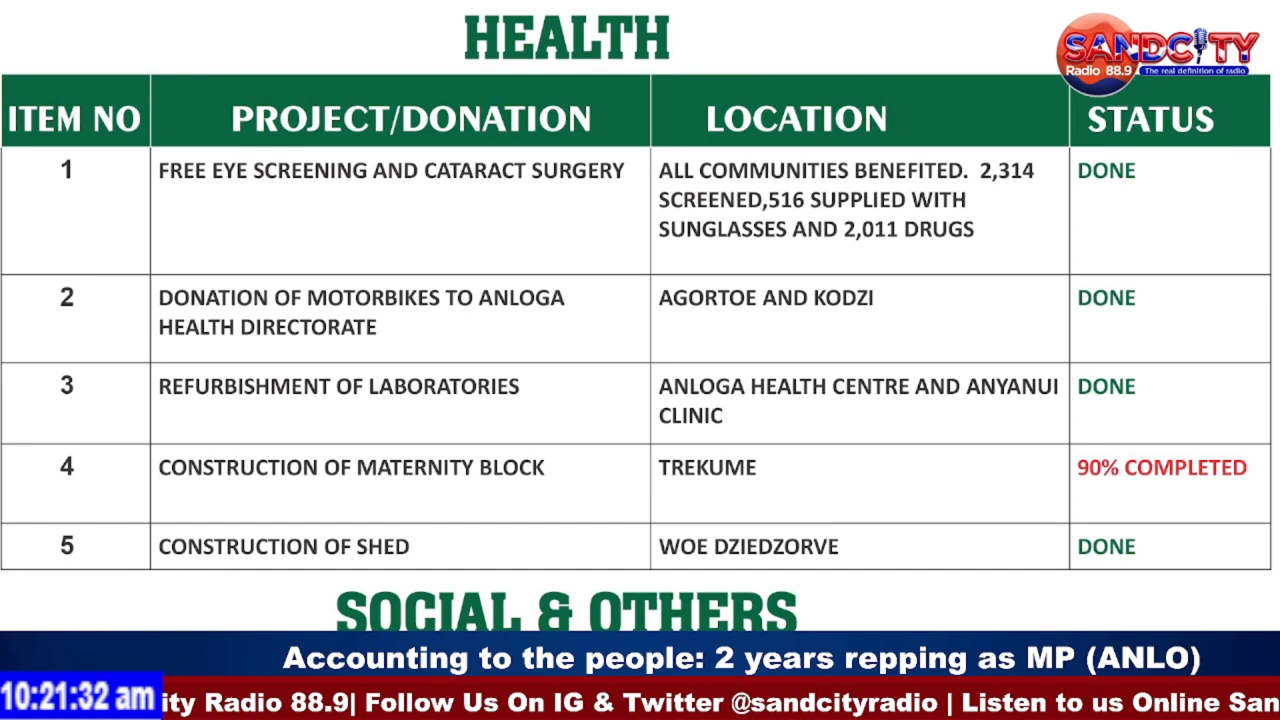 HEALTH
SANDCITY
Radio 88.9
The real definition of radio
ITEM NO PROJECT/DONATION LOCATION STATUS
1 FREE EYE SCREENING AND CATARACT SURGERY ALL COMMUNITIES BENEFITED. 2,314 DONE
SCREENED,516 SUPPLIED WITH
SUNGLASSES AND 2,011 DRUGS
2 DONATION OF MOTORBIKES TO ANLOGA AGORTOE AND KODZI DONE
HEALTH DIRECTORATE
3 REFURBISHMENT OF LABORATORIES ANLOGA HEALTH CENTRE AND ANYANUI DONE
CLINIC
4 CONSTRUCTION OF MATERNITY BLOCK TREKUME 90% COMPLETED
5 CONSTRUCTION OF SHED WOE DZIEDZORVE DONE
SOCIAL & OTHERS
Accounting to the people: 2 years repping as MP (ANLO)
10:21:32 am ity Radio 88.9| Follow Us On IG & Twitter @sandcityradio | Listen to us Online San